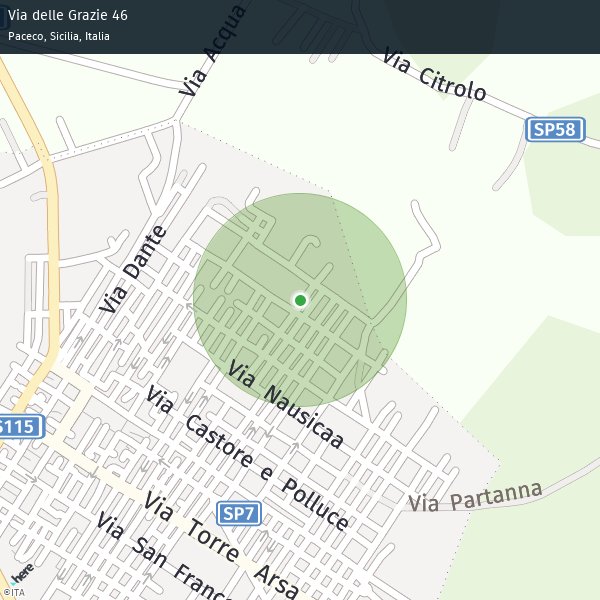 Via delle Grazie 46
Paceco, Sicilia, Italia
Via Acqua
Via Citrolo
SP58
Via Dante
Via Nausicaa
S115
Via Castore e Polluce
Via Partanna
SP7
Via Torre Arsa
Via San Franc
here
©ITA